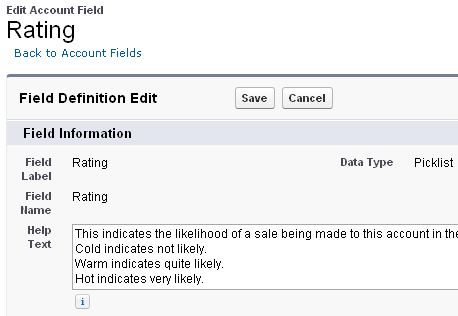 Edit Account Field
Rating
Back to Account Fields
Field Definition Edit Save Cancel
Field Information
Field Label Rating Data Type Picklist
Field Name Rating
Help Text This indicates the likelihood of a sale being made to this account in the
Cold indicates not likely.
Warm indicates quite likely.
Hot indicates very likely.
i